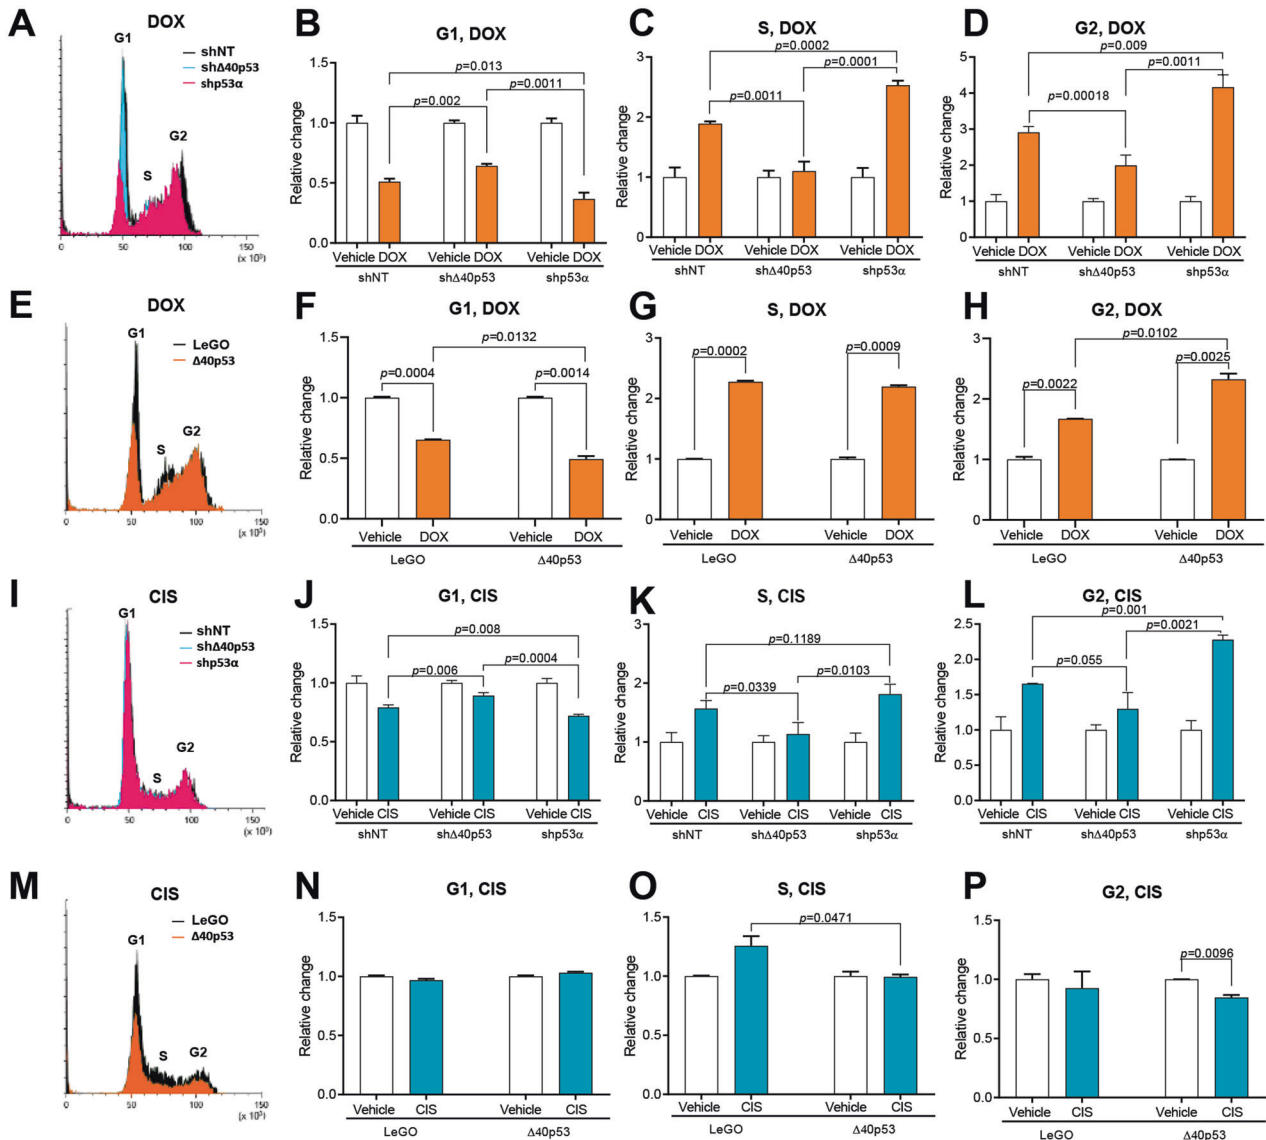 A
DOX
G1
shNT
shΔ40p53
shp53α
G2
S
0 50 100 150
(x 10³)
B
G1, DOX
Relative change
1.5
1.0
0.5
0.0
p=0.013
p=0.0011
p=0.002
Vehicle DOX Vehicle DOX Vehicle DOX
shNT shΔ40p53 shp53α
C
S, DOX
Relative change
3
2
1
0
p=0.0002
p=0.0001
p=0.0011
Vehicle DOX Vehicle DOX Vehicle DOX
shNT shΔ40p53 shp53α
D
G2, DOX
Relative change
5
4
3
2
1
0
p=0.009
p=0.0011
p=0.00018
Vehicle DOX Vehicle DOX Vehicle DOX
shNT shΔ40p53 shp53α
E
DOX
G1
LeGO
Δ40p53
G2
S
0 50 100 150
(x 10³)
F
G1, DOX
Relative change
1.5
1.0
0.5
0.0
p=0.0132
p=0.0004 p=0.0014
Vehicle DOX Vehicle DOX
LeGO Δ40p53
G
S, DOX
Relative change
3
2
1
0
p=0.0002 p=0.0009
Vehicle DOX Vehicle DOX
LeGO Δ40p53
H
G2, DOX
Relative change
3
2
1
0
p=0.0102
p=0.0025
p=0.0022
Vehicle DOX Vehicle DOX
LeGO Δ40p53
I
CIS
G1
shNT
shΔ40p53
shp53α
G2
S
0 50 100 150
(x 10³)
J
G1, CIS
Relative change
1.5
1.0
0.5
0.0
p=0.008
p=0.0004
p=0.006
Vehicle CIS Vehicle CIS Vehicle CIS
shNT shΔ40p53 shp53α
K
S, CIS
Relative change
3
2
1
0
p=0.1189
p=0.0103
p=0.0339
Vehicle CIS Vehicle CIS Vehicle CIS
shNT shΔ40p53 shp53α
L
G2, CIS
Relative change
2.5
2.0
1.5
1.0
0.5
0.0
p=0.001
p=0.0021
p=0.055
Vehicle CIS Vehicle CIS Vehicle CIS
shNT shΔ40p53 shp53α
M
CIS
LeGO
Δ40p53
G1
S
G2
0 50 100 150
(x 10³)
N
G1, CIS
Relative change
1.5
1.0
0.5
0.0
Vehicle CIS Vehicle CIS
LeGO Δ40p53
O
S, CIS
Relative change
1.5
1.0
0.5
0.0
p=0.0471
Vehicle CIS Vehicle CIS
LeGO Δ40p53
P
G2, CIS
Relative change
1.5
1.0
0.5
0.0
p=0.0096
Vehicle CIS Vehicle CIS
LeGO Δ40p53